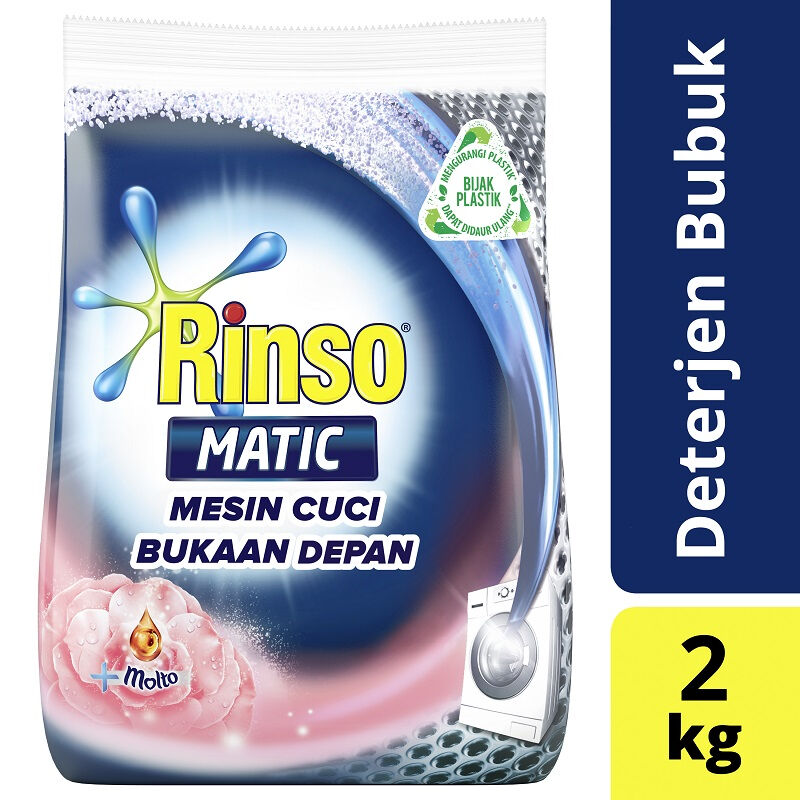 MENGURANGI PLASTIK*
BIJAK
PLASTIK
DAPAT DIDAUR ULANG**
Rinso®
MATIC
MESIN CUCI
BUKAAN DEPAN
+ Molto
Deterjen Bubuk
2
kg